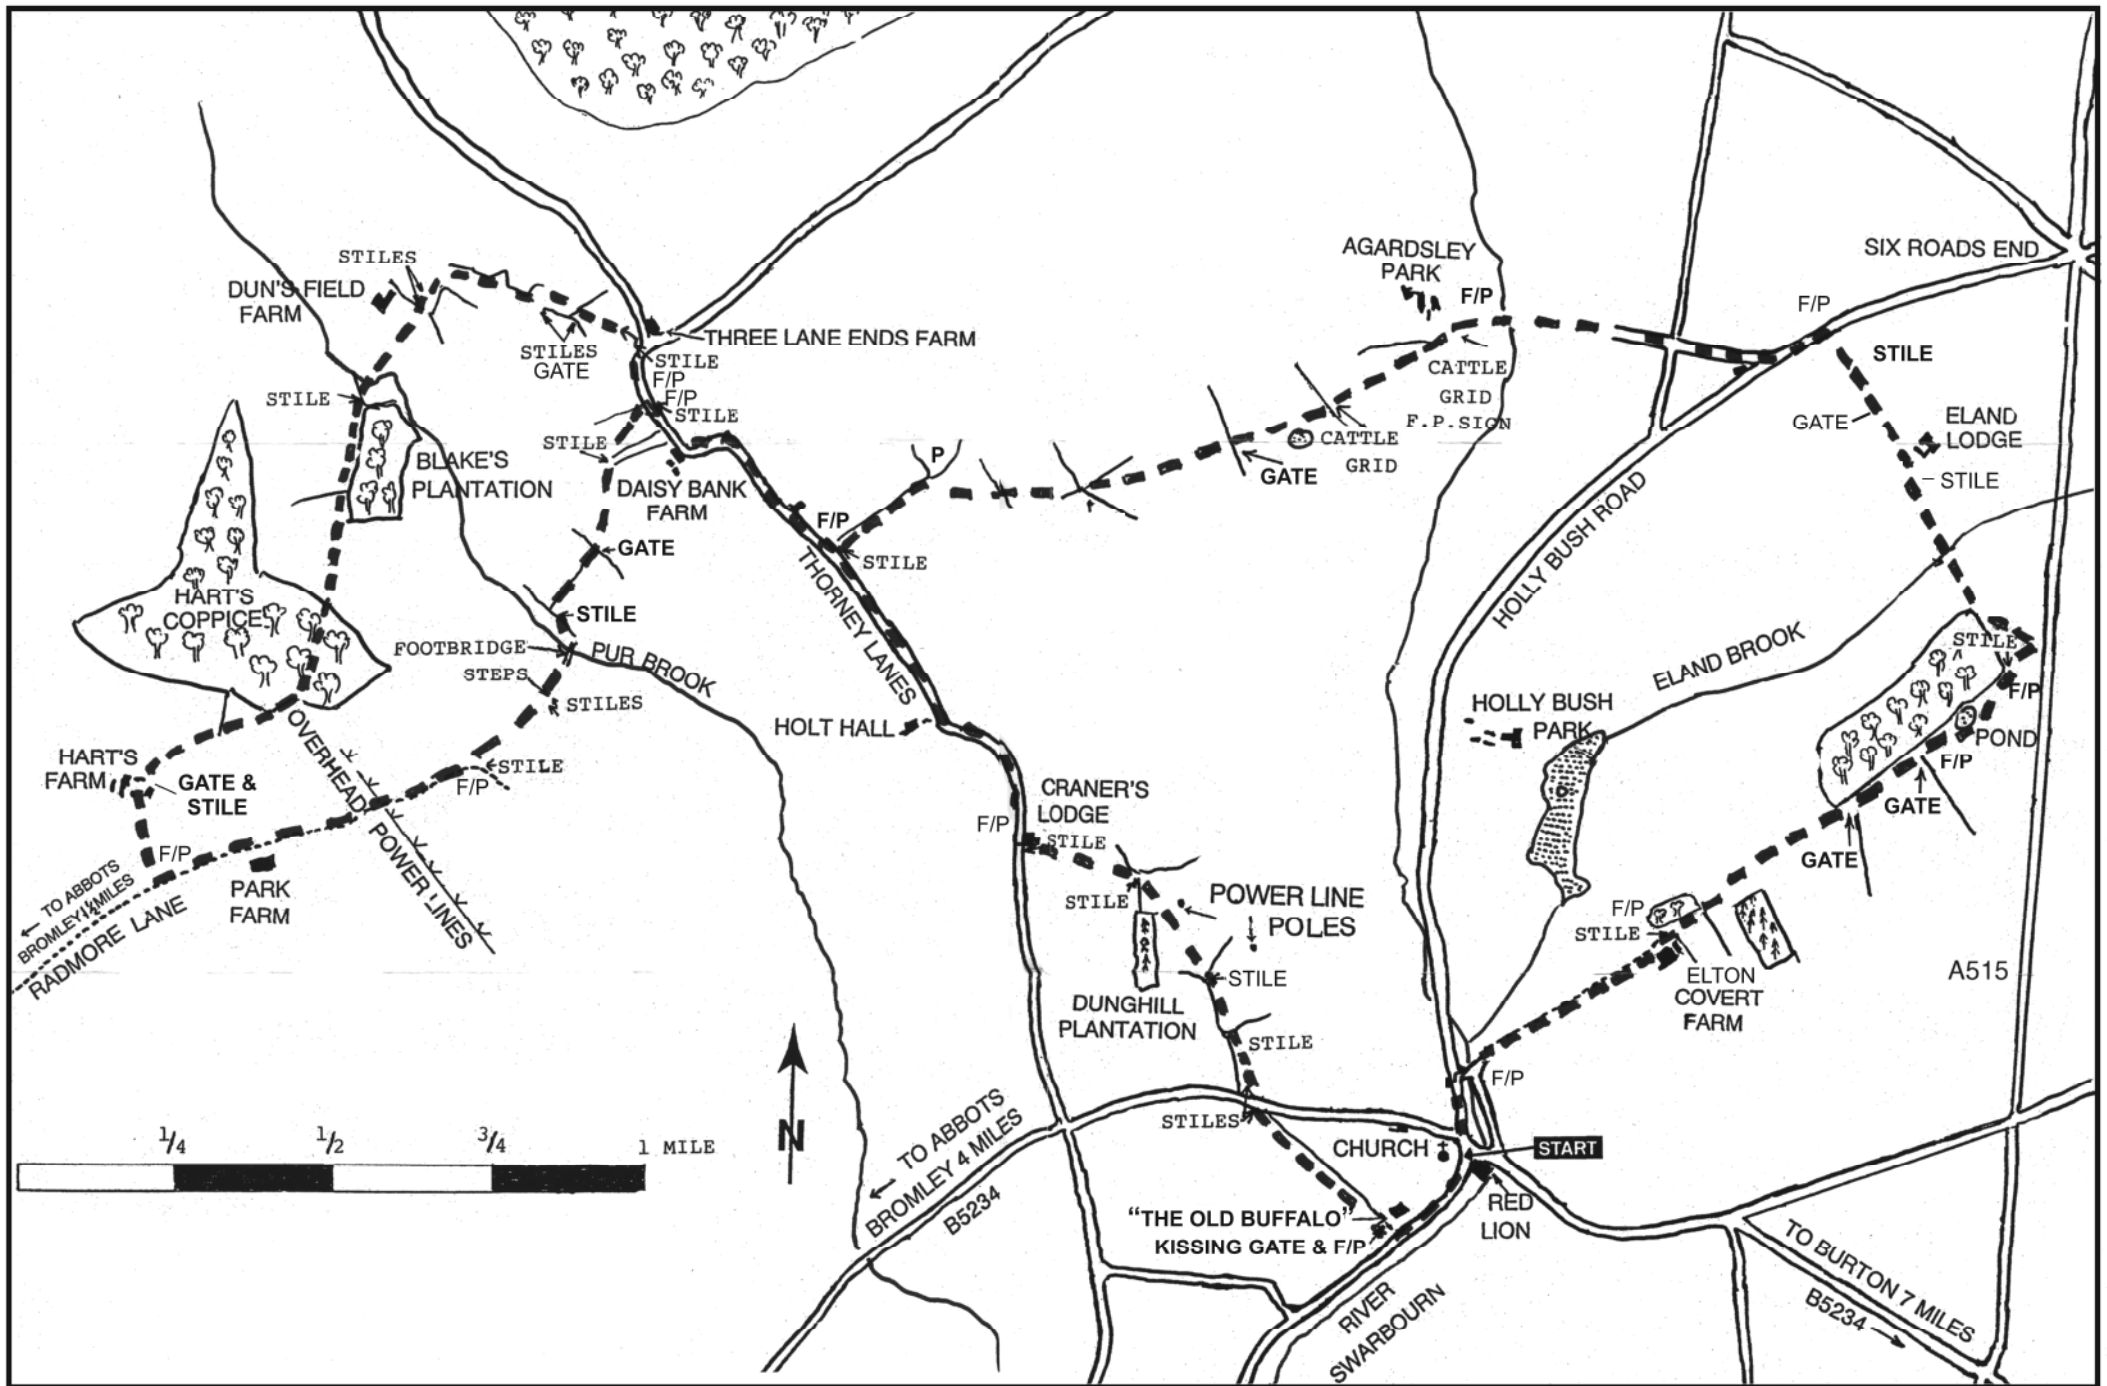 AGARDSLEY
PARK
SIX ROADS END
STILES
DUN'S FIELD
FARM
F/P
F/P
THREE LANE ENDS FARM
STILES
GATE
STILE
F/P
F/P
STILE
STILE
CATTLE
GRID
F.P.SIGN
STILE
GATE
ELAND
LODGE
STILE
STILE
P
CATTLE
GRID
GATE
STILE
BLAKE'S
PLANTATION
DAISY BANK
FARM
F/P
STILE
GATE
THORNEY LANES
HOLLY BUSH ROAD
HART'S
COPPICE
STILE
FOOTBRIDGE
PUR BROOK
STEPS
STILES
ELAND BROOK
STILE
F/P
HOLT HALL
HOLLY BUSH
PARK
POND
F/P
GATE
HART'S
FARM
GATE &
STILE
OVERHEAD
POWER LINES
STILE
F/P
CRANER'S
LODGE
F/P
STILE
GATE
F/P
PARK
FARM
← TO ABBOTS
BROMLEY 1½ MILES
RADMORE LANE
STILE
POWER LINE
POLES
F/P
STILE
ELTON
COVERT
FARM
A515
STILE
DUNGHILL
PLANTATION
STILE
F/P
1/4
1/2
3/4
1 MILE
N
STILES
CHURCH
START
← TO ABBOTS
BROMLEY 4 MILES
B5234
RED
LION
"THE OLD BUFFALO"
KISSING GATE & F/P
RIVER
SWARBOURN
TO BURTON 7 MILES
B5234 →